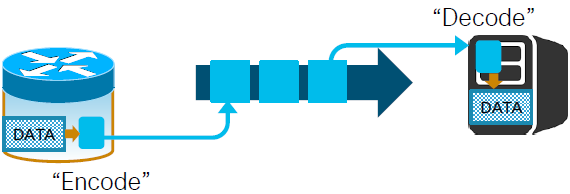 “Decode”
DATA
DATA
“Encode”